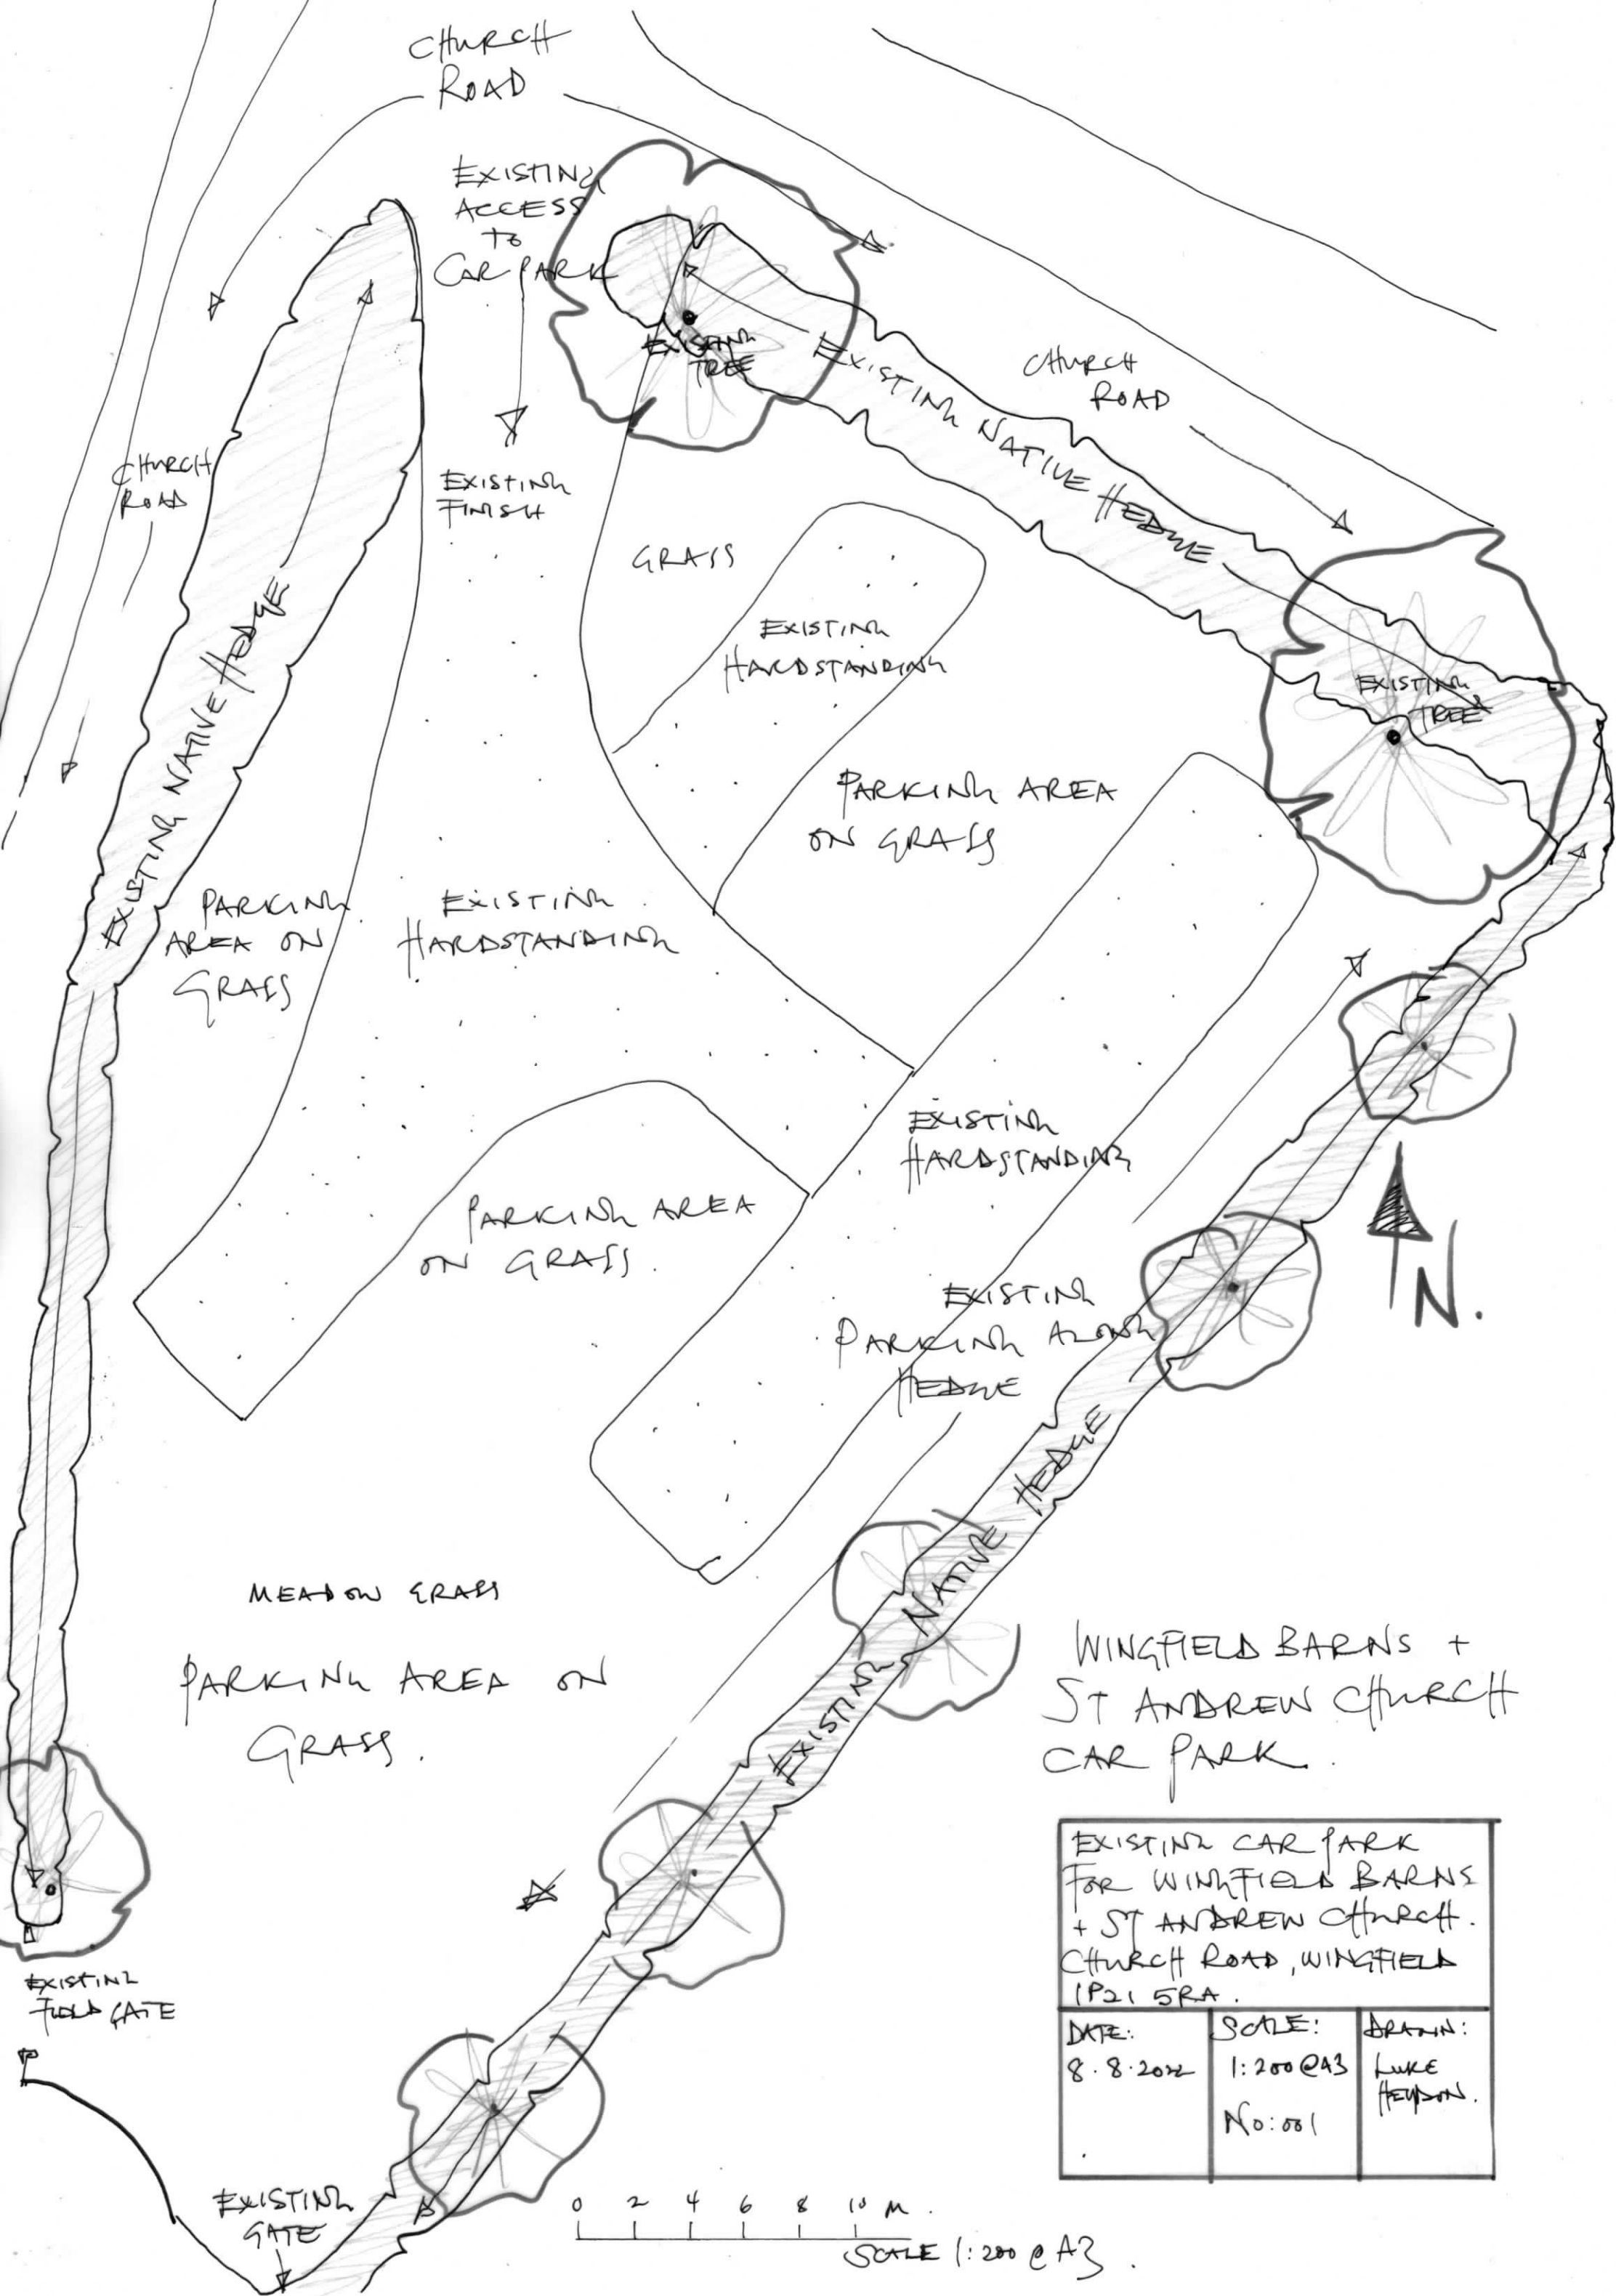 CHURCH
ROAD
EXISTING
ACCESS
TO
CAR PARK
EXISTING
TREE
EXISTING NATIVE HEDGE
CHURCH
ROAD
CHURCH
ROAD
EXISTING
FINISH
GRASS
EXISTING
HARDSTANDING
EXISTING NATIVE HEDGE
EXISTING
TREE
PARKING AREA
ON GRASS
PARKING
AREA ON
GRASS
EXISTING
HARDSTANDING
EXISTING
HARDSTANDING
PARKING AREA
ON GRASS.
N.
EXISTING
PARKING ALONG
HEDGE
EXISTING NATIVE HEDGE
MEADOW GRASS
PARKING AREA ON
GRASS.
WINGFIELD BARNS +
ST ANDREW CHURCH
CAR PARK.
EXISTING CAR PARK
FOR WINGFIELD BARNS
+ ST ANDREW CHURCH.
CHURCH ROAD, WINGFIELD
IP21 5RA.
DATE:
8.8.2022
SCALE:
1:200@A3
No:001
DRAWN:
LUKE
HEYDON.
EXISTING
FIELD GATE
EXISTING
GATE
0 2 4 6 8 10 M.
SCALE 1:200 @ A3.